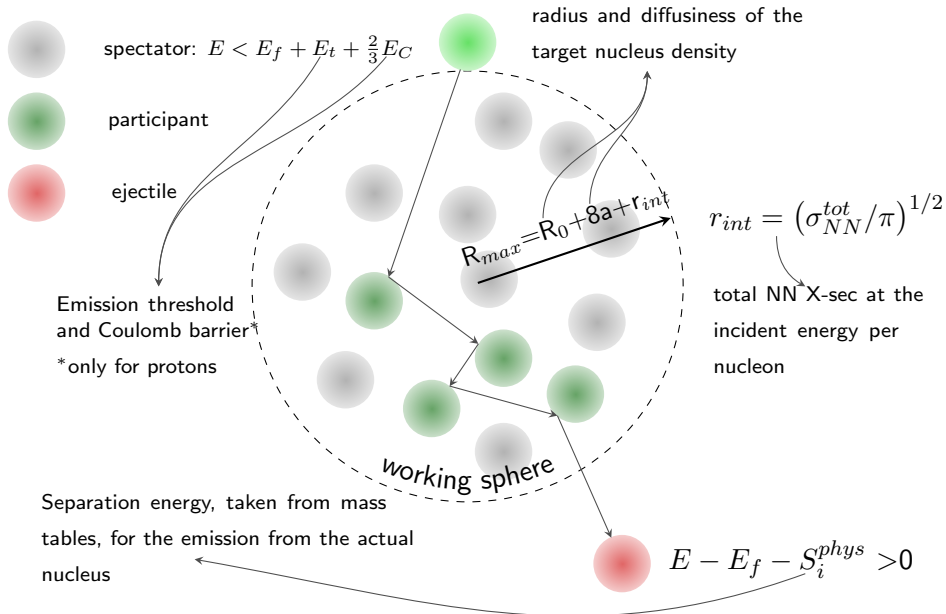 radius and diffusiness of the
target nucleus density
spectator: E < E_f + E_t + 2/3 E_C
participant
ejectile
R_max=R_0+8a+r_int
r_int = (σ_NN^tot/π)^1/2
total NN X-sec at the
incident energy per
nucleon
Emission threshold
and Coulomb barrier*
*only for protons
working sphere
Separation energy, taken from mass
tables, for the emission from the actual
nucleus
E − E_f − S_i^phys >0